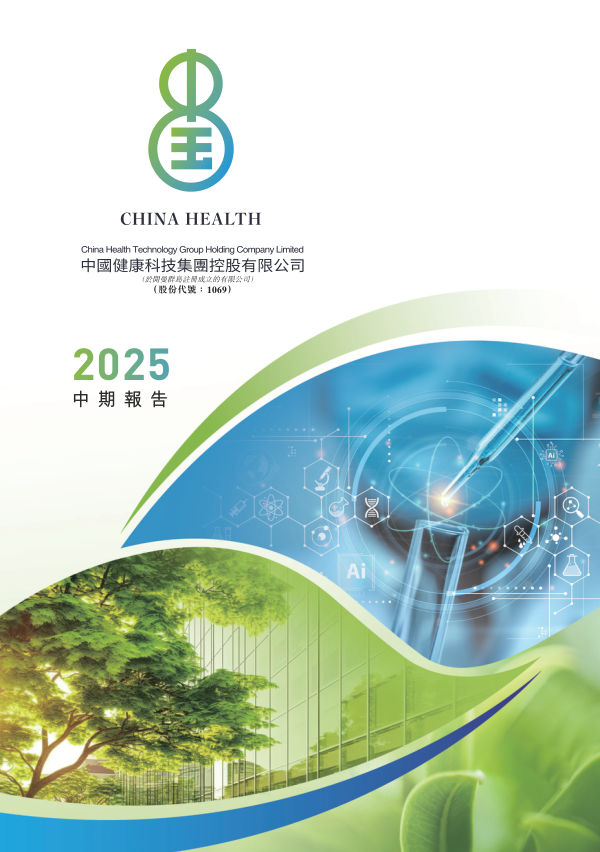 CHINA HEALTH
China Health Technology Group Holding Company Limited
中國健康科技集團控股有限公司
(於開曼群島註冊成立的有限公司)
(股份代號：1069)
2025
中期報告
Ai
Ai